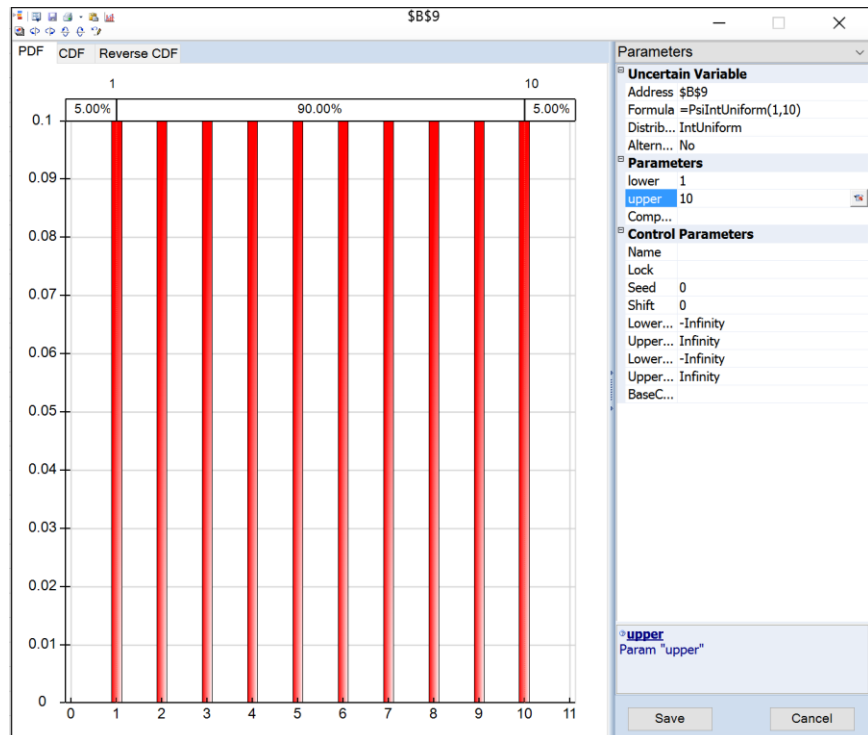 $B$9
PDF CDF Reverse CDF
1 10
5.00% 90.00% 5.00%
0.1
0.09
0.08
0.07
0.06
0.05
0.04
0.03
0.02
0.01
0
0 1 2 3 4 5 6 7 8 9 10 11
Parameters
Uncertain Variable
Address $B$9
Formula =PsiIntUniform(1,10)
Distrib... IntUniform
Altern... No
Parameters
lower 1
upper 10
Comp...
Control Parameters
Name
Lock
Seed 0
Shift 0
Lower... -Infinity
Upper... Infinity
Lower... -Infinity
Upper... Infinity
BaseC...
upper
Param "upper"
Save Cancel